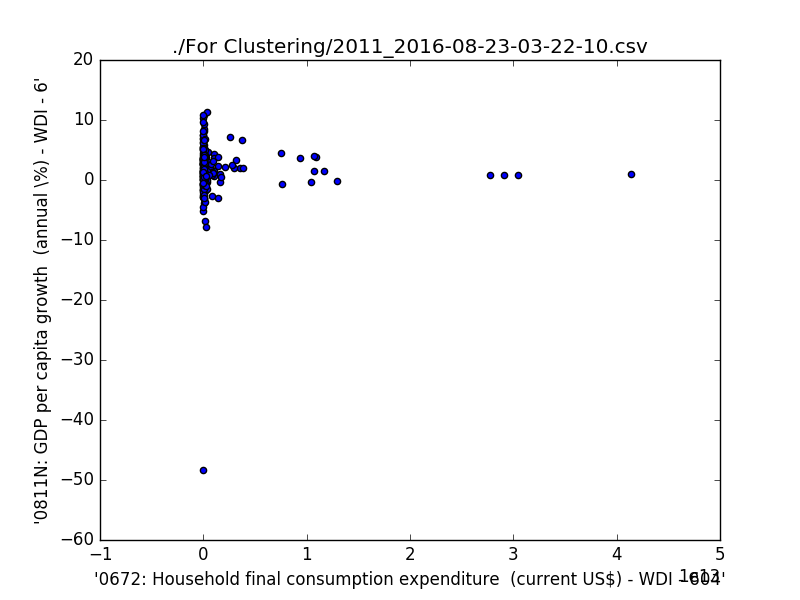 ./For Clustering/2011_2016-08-23-03-22-10.csv
20
10
0
−10
−20
−30
−40
−50
−60
'0811N: GDP per capita growth  (annual \%) - WDI - 6'
−1 0 1 2 3 4 5
1e13
'0672: Household final consumption expenditure  (current US$) - WDI - 604'